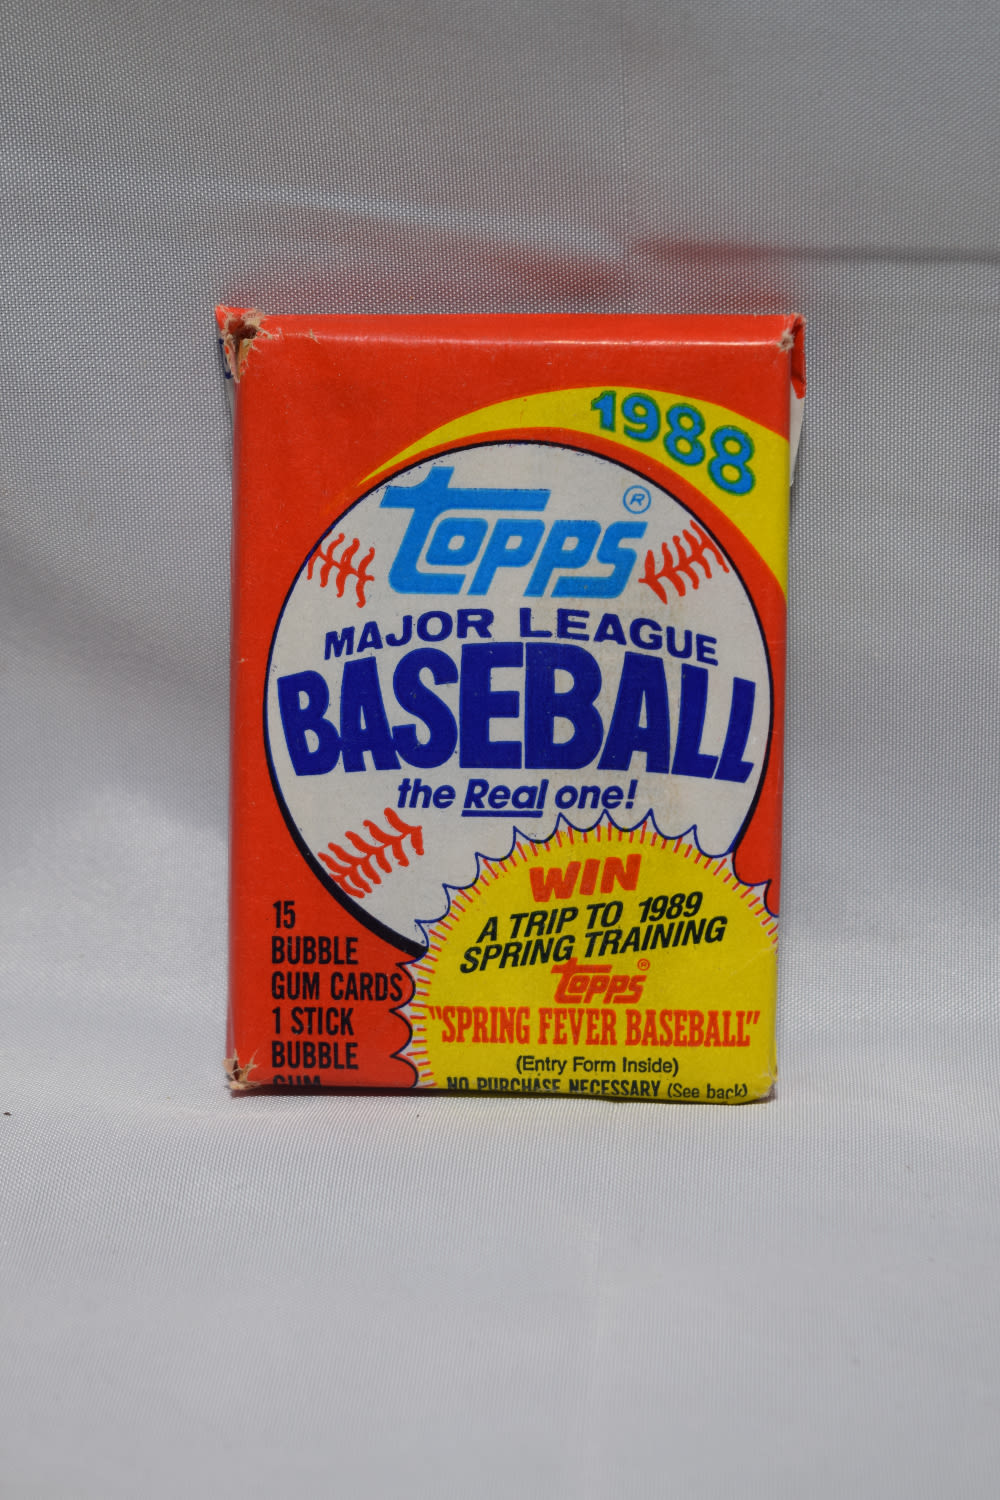 1988
TOPPS®
MAJOR LEAGUE
BASEBALL
the Real one!
WIN
A TRIP TO 1989
SPRING TRAINING
TOPPS®
"SPRING FEVER BASEBALL"
(Entry Form Inside)
NO PURCHASE NECESSARY (See back)
15
BUBBLE
GUM CARDS
1 STICK
BUBBLE
GUM